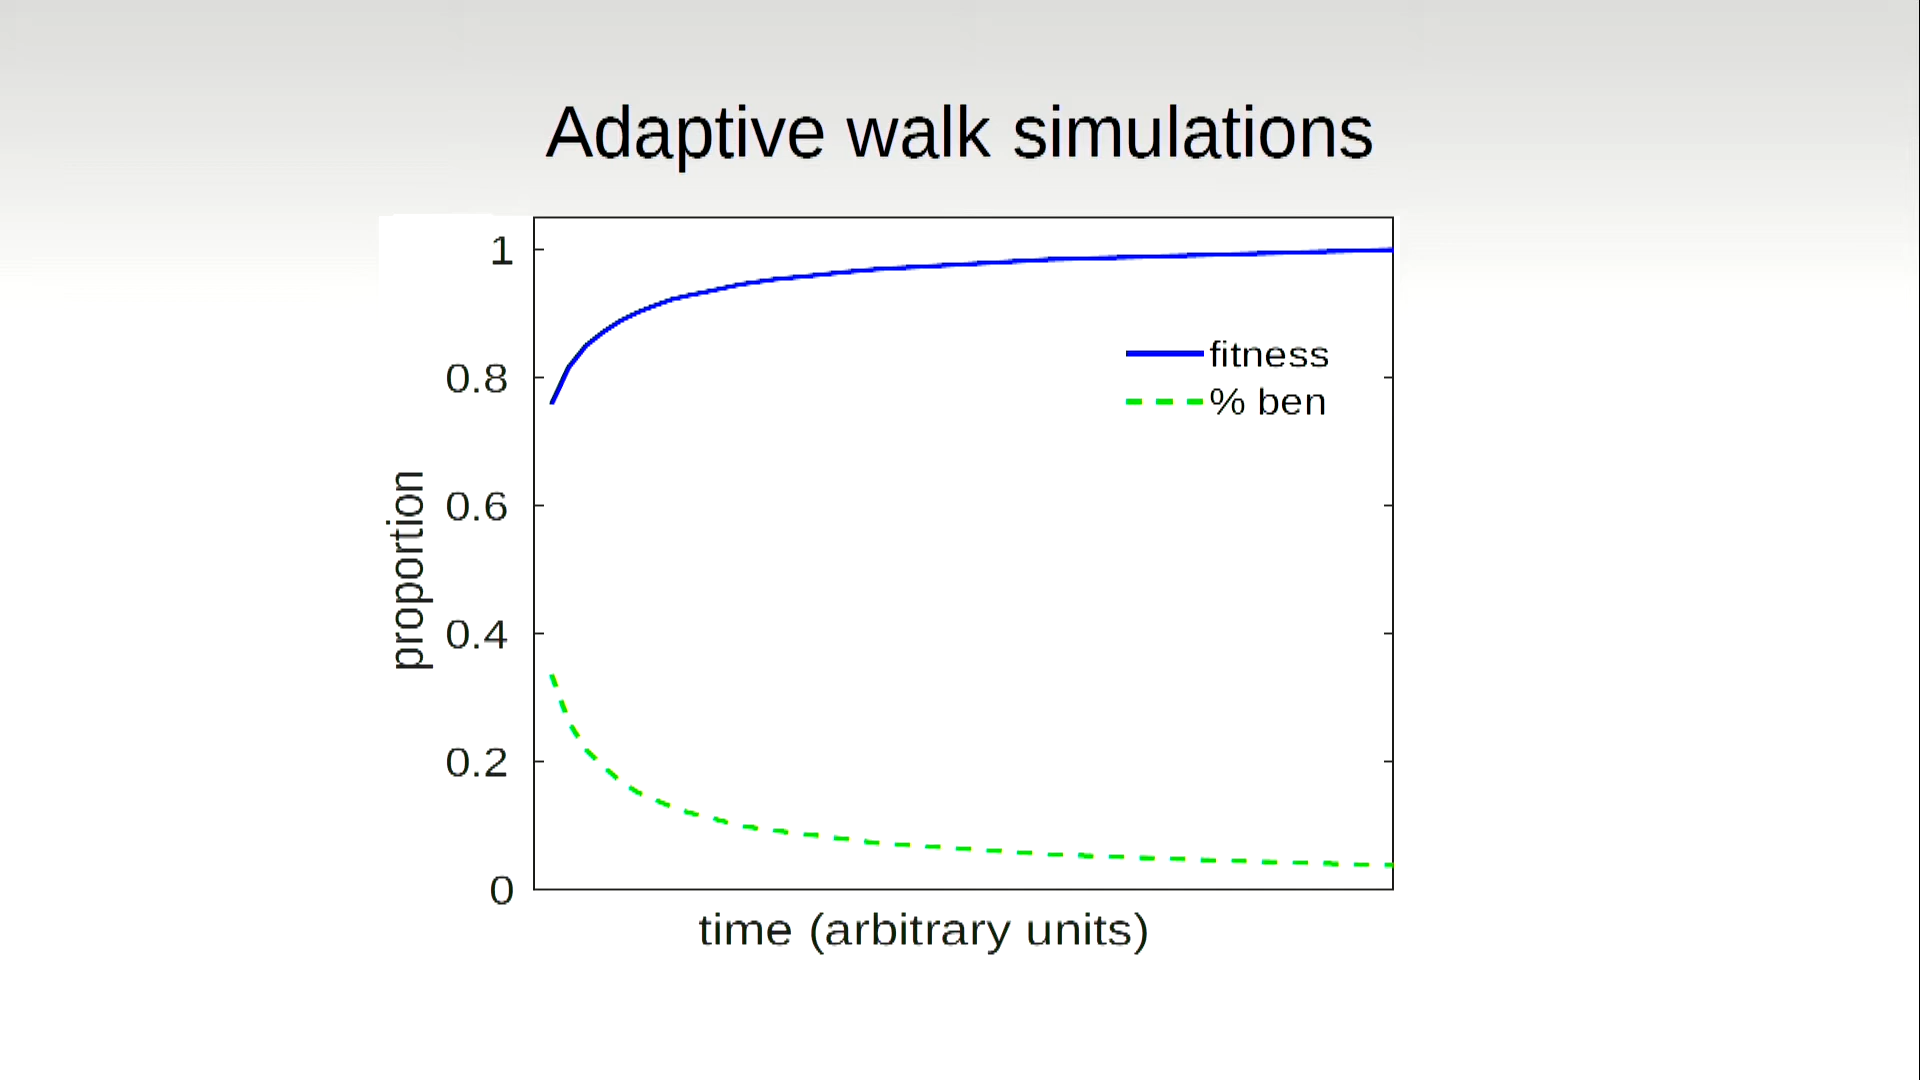 Adaptive walk simulations
1
0.8
0.6
0.4
0.2
0
proportion
fitness
% ben
time (arbitrary units)